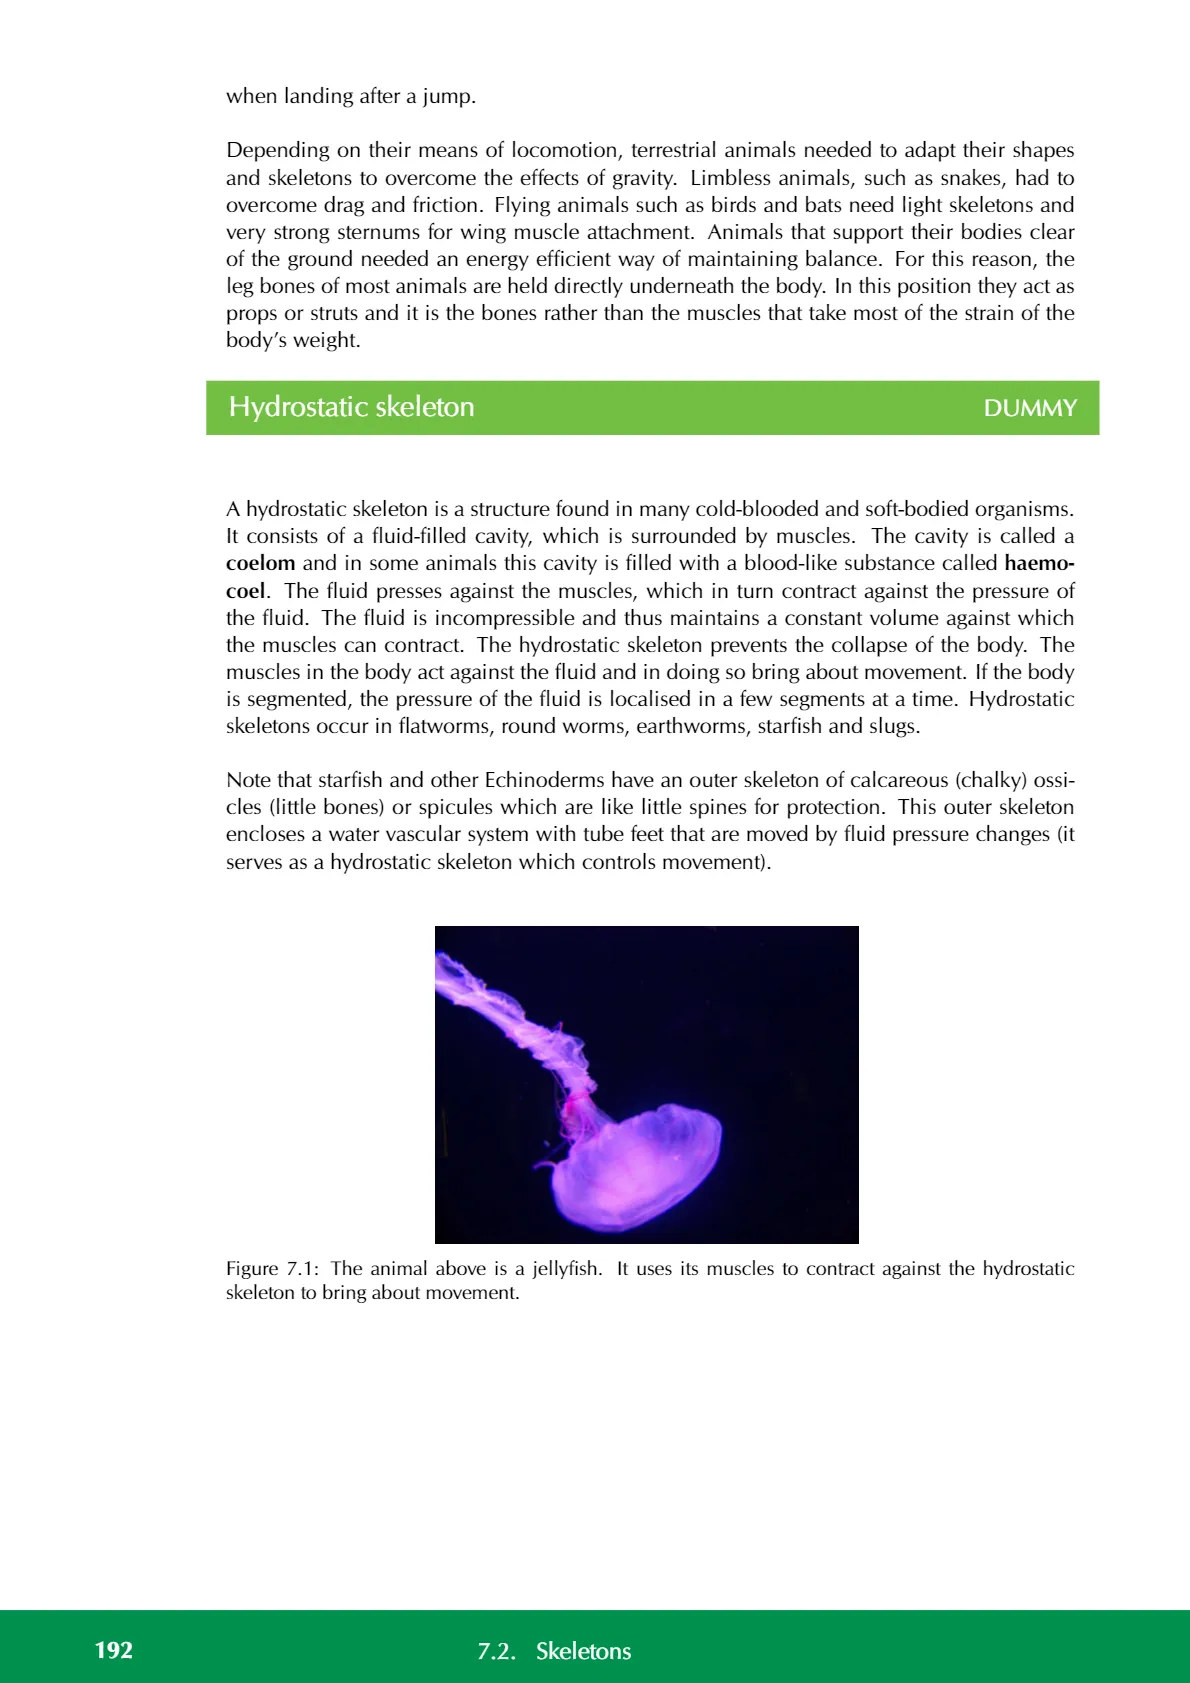 when landing after a jump.
Depending on their means of locomotion, terrestrial animals needed to adapt their shapes
and skeletons to overcome the effects of gravity. Limbless animals, such as snakes, had to
overcome drag and friction. Flying animals such as birds and bats need light skeletons and
very strong sternums for wing muscle attachment. Animals that support their bodies clear
of the ground needed an energy efficient way of maintaining balance. For this reason, the
leg bones of most animals are held directly underneath the body. In this position they act as
props or struts and it is the bones rather than the muscles that take most of the strain of the
body’s weight.
Hydrostatic skeleton DUMMY
A hydrostatic skeleton is a structure found in many cold-blooded and soft-bodied organisms.
It consists of a fluid-filled cavity, which is surrounded by muscles. The cavity is called a
coelom and in some animals this cavity is filled with a blood-like substance called haemo-
coel. The fluid presses against the muscles, which in turn contract against the pressure of
the fluid. The fluid is incompressible and thus maintains a constant volume against which
the muscles can contract. The hydrostatic skeleton prevents the collapse of the body. The
muscles in the body act against the fluid and in doing so bring about movement. If the body
is segmented, the pressure of the fluid is localised in a few segments at a time. Hydrostatic
skeletons occur in flatworms, round worms, earthworms, starfish and slugs.
Note that starfish and other Echinoderms have an outer skeleton of calcareous (chalky) ossi-
cles (little bones) or spicules which are like little spines for protection. This outer skeleton
encloses a water vascular system with tube feet that are moved by fluid pressure changes (it
serves as a hydrostatic skeleton which controls movement).
Figure 7.1: The animal above is a jellyfish. It uses its muscles to contract against the hydrostatic
skeleton to bring about movement.
192 7.2. Skeletons